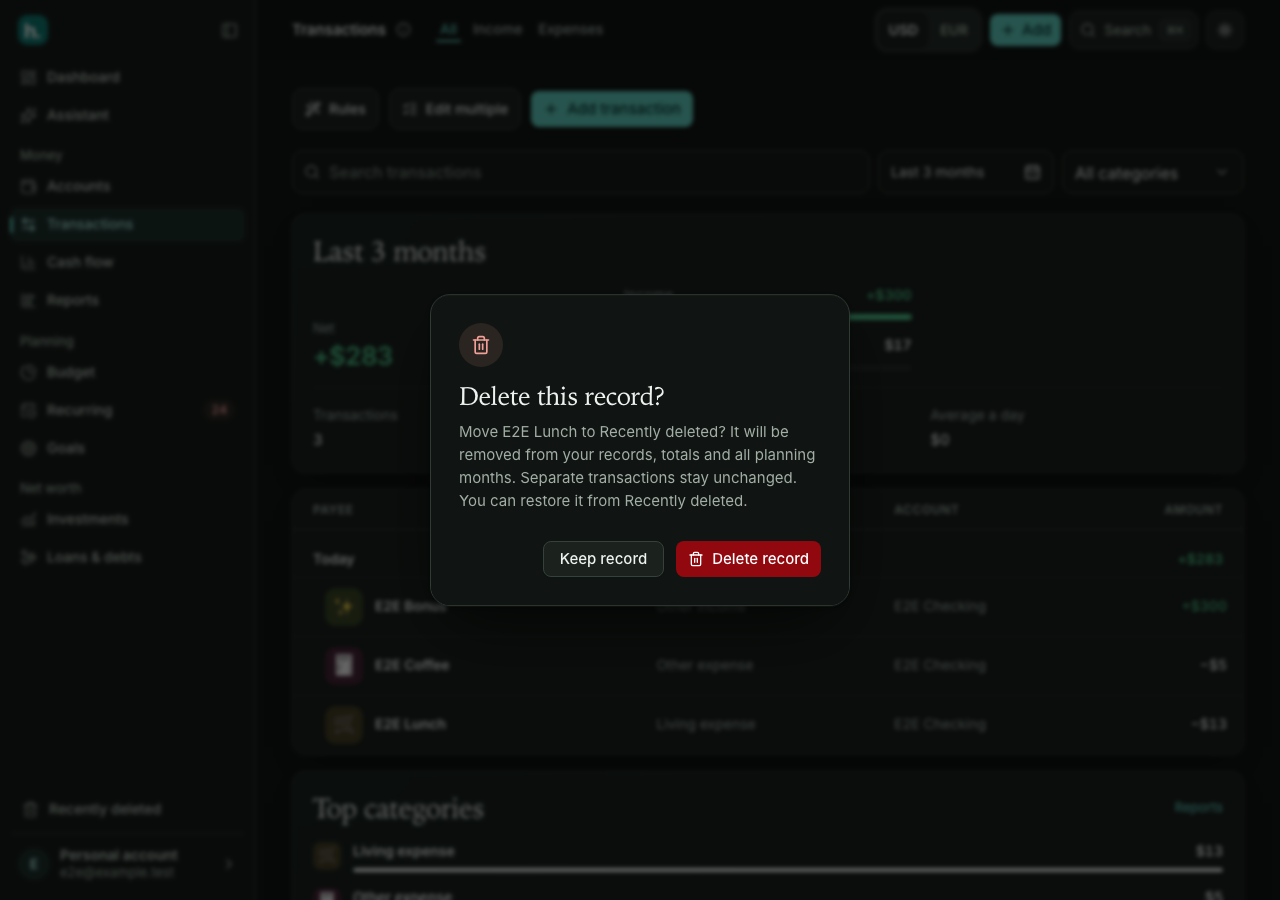 h.
Transactions
All
Income
Expenses
USD
EUR
+ Add
Search
Dashboard
Assistant
Rules
Edit multiple
+ Add transaction
Money
Search transactions
Last 3 months
All categories
Accounts
Transactions
Cash flow
Reports
Last 3 months
Income
+$300
Net
+$283
$17
Planning
Budget
Recurring
24
Goals
Transactions
3
Average a day
$0
Delete this record?
Move E2E Lunch to Recently deleted? It will be
removed from your records, totals and all planning
months. Separate transactions stay unchanged.
You can restore it from Recently deleted.
Keep record
Delete record
Net worth
Investments
Loans & debts
PAYEE
ACCOUNT
AMOUNT
Today
+$283
E2E Bonus
Other income
E2E Checking
+$300
E2E Coffee
Other expense
E2E Checking
−$5
E2E Lunch
Living expense
E2E Checking
−$13
Top categories
Reports
Living expense
$13
Other expense
$5
Recently deleted
E
Personal account
e2e@example.test